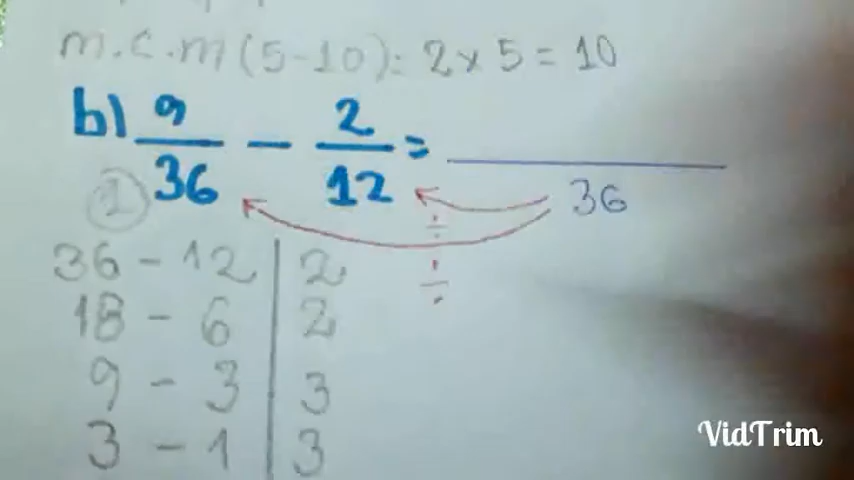 m.c.m (5-10): 2 x 5 = 10
b) 9/36 - 2/12 = ____ 36
1
÷
÷
36 - 12 | 2
18 - 6 | 2
9 - 3 | 3
3 - 1 | 3
VidTrim